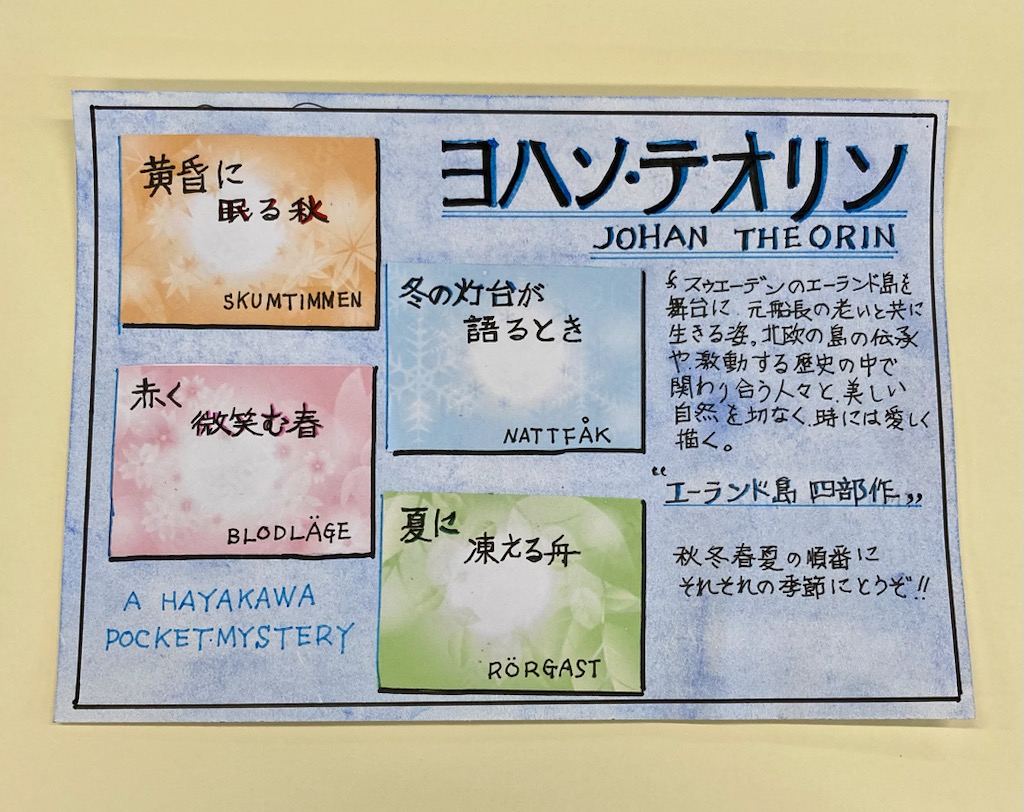 ヨハン・テオリン
JOHAN THEORIN
黄昏に
眠る秋
SKUMTIMMEN
冬の灯台が
語るとき
NATTFÅK
赤く
微笑む春
BLODLÄGE
夏に
凍える舟
RÖRGAST
A HAYAKAWA
POCKET・MYSTERY
“スウェーデンのエーランド島を
舞台に、元船長の老いと共に
生きる姿。北欧の島の伝承
や、激動する歴史の中で
関わり合う人々と、美しい
自然を切なく、時には愛しく
描く。
“エーランド島 四部作„
秋冬春夏の順番に
それそれの季節にどうぞ!!